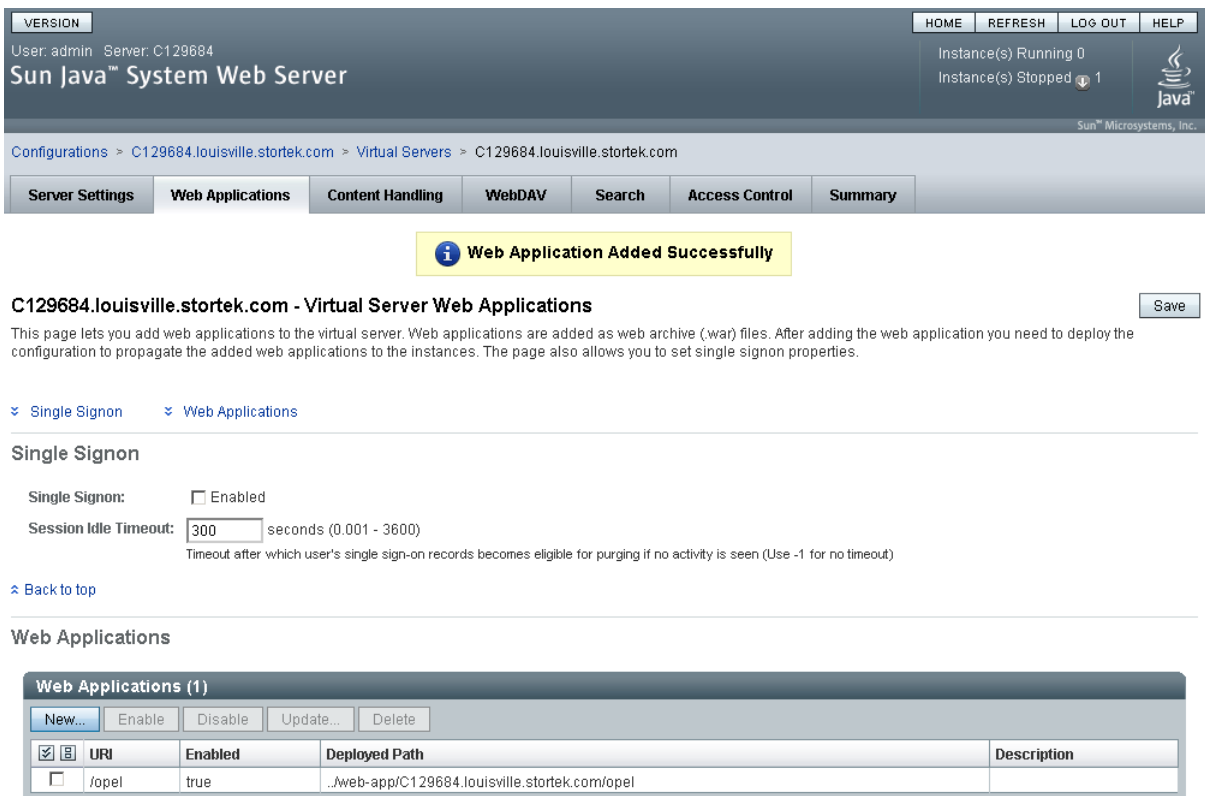 VERSION
HOME REFRESH LOG OUT HELP
User: admin Server: C129684
Sun Java™ System Web Server
Instance(s) Running 0
Instance(s) Stopped 1
Java™
Sun™ Microsystems, Inc.
Configurations > C129684.louisville.stortek.com > Virtual Servers > C129684.louisville.stortek.com
Server Settings Web Applications Content Handling WebDAV Search Access Control Summary
Web Application Added Successfully
C129684.louisville.stortek.com - Virtual Server Web Applications
Save
This page lets you add web applications to the virtual server. Web applications are added as web archive (.war) files. After adding the web application you need to deploy the
configuration to propagate the added web applications to the instances. The page also allows you to set single signon properties.
Single Signon Web Applications
Single Signon
Single Signon: Enabled
Session Idle Timeout: 300 seconds (0.001 - 3600)
Timeout after which user's single sign-on records becomes eligible for purging if no activity is seen (Use -1 for no timeout)
Back to top
Web Applications
Web Applications (1)
New... Enable Disable Update... Delete
URI Enabled Deployed Path Description
/opel true ../web-app/C129684.louisville.stortek.com/opel